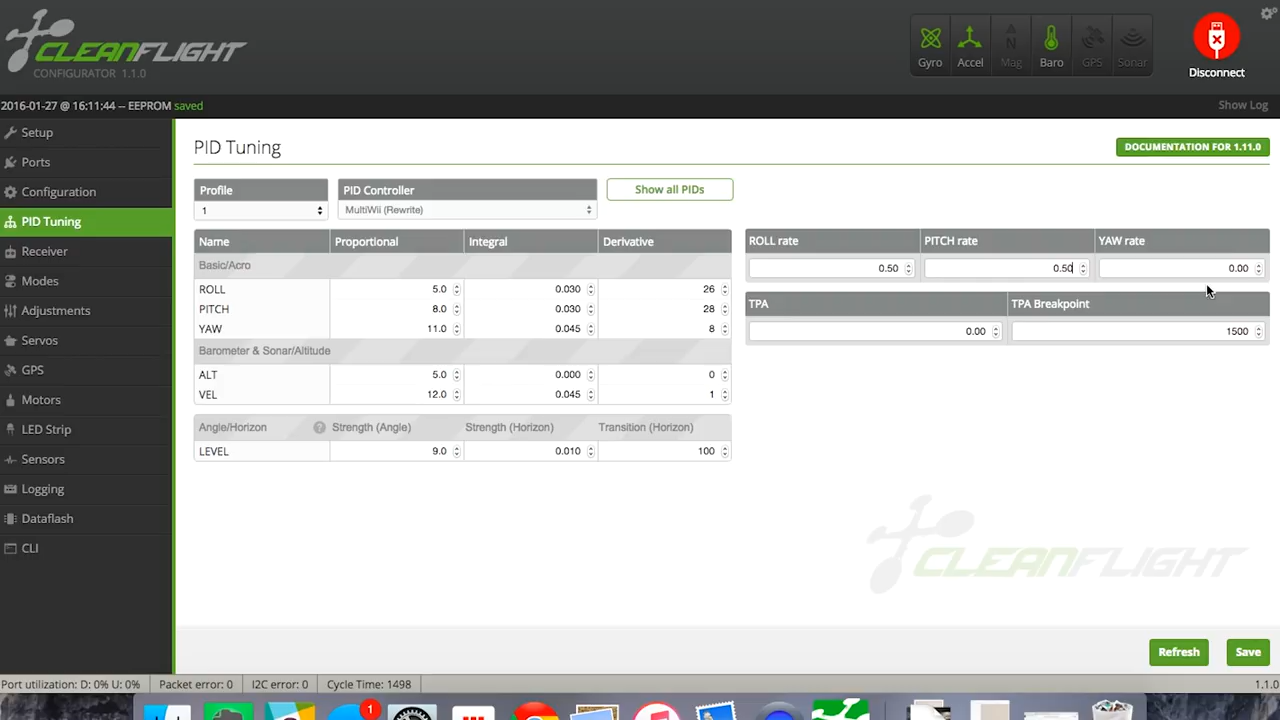 CLEANFLIGHT
CONFIGURATOR 1.1.0
Gyro Accel Mag Baro GPS Sonar
Disconnect
2016-01-27 @ 16:11:44 -- EEPROM saved
Show Log
Setup
Ports
Configuration
PID Tuning
Receiver
Modes
Adjustments
Servos
GPS
Motors
LED Strip
Sensors
Logging
Dataflash
CLI
PID Tuning
DOCUMENTATION FOR 1.11.0
Profile
1
PID Controller
MultiWii (Rewrite)
Show all PIDs
Name Proportional Integral Derivative
Basic/Acro
ROLL 5.0 0.030 26
PITCH 8.0 0.030 28
YAW 11.0 0.045 8
Barometer & Sonar/Altitude
ALT 5.0 0.000 0
VEL 12.0 0.045 1
Angle/Horizon ? Strength (Angle) Strength (Horizon) Transition (Horizon)
LEVEL 9.0 0.010 100
ROLL rate PITCH rate YAW rate
0.50 0.50 0.00
TPA TPA Breakpoint
0.00 1500
CLEANFLIGHT
Refresh Save
Port utilization: D: 0% U: 0% Packet error: 0 I2C error: 0 Cycle Time: 1498 1.1.0
1